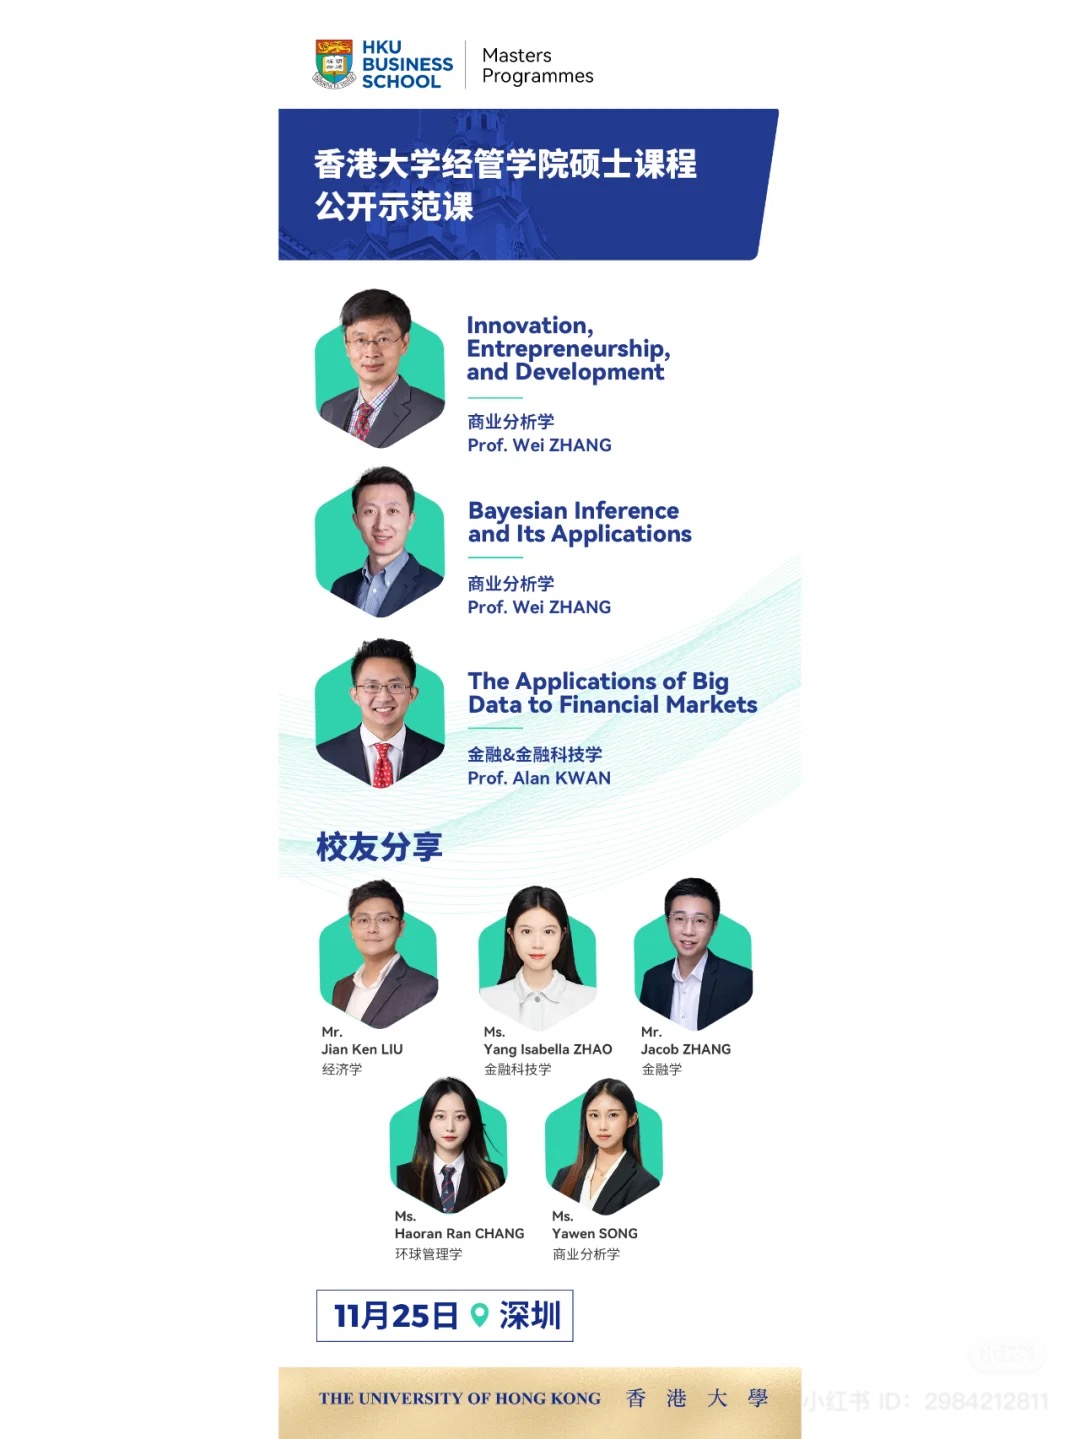 HKU
BUSINESS
SCHOOL
Masters
Programmes
香港大学经管学院硕士课程
公开示范课
Innovation,
Entrepreneurship,
and Development
商业分析学
Prof. Wei ZHANG
Bayesian Inference
and Its Applications
商业分析学
Prof. Wei ZHANG
The Applications of Big
Data to Financial Markets
金融&金融科技学
Prof. Alan KWAN
校友分享
Mr.
Jian Ken LIU
经济学
Ms.
Yang Isabella ZHAO
金融科技学
Mr.
Jacob ZHANG
金融学
Ms.
Haoran Ran CHANG
环球管理学
Ms.
Yawen SONG
商业分析学
11月25日 深圳
THE UNIVERSITY OF HONG KONG 香港大學
小红书 ID: 2984212811